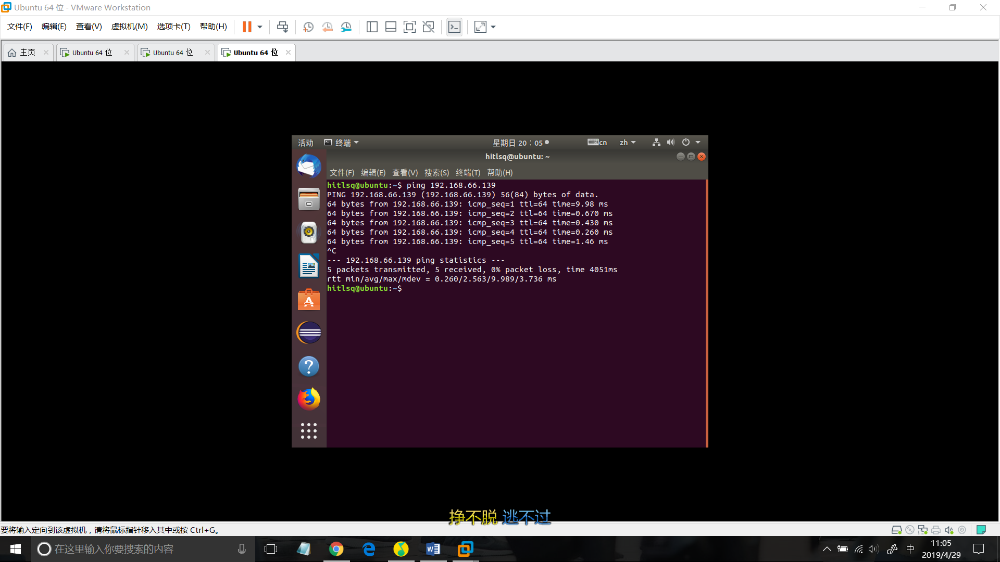 Ubuntu 64 位 - VMware Workstation
文件(F) 编辑(E) 查看(V) 虚拟机(M) 选项卡(T) 帮助(H)
主页 Ubuntu 64 位 Ubuntu 64 位 Ubuntu 64 位
活动 终端 星期日 20：05 cn zh
hitlsq@ubuntu: ~
文件(F) 编辑(E) 查看(V) 搜索(S) 终端(T) 帮助(H)
hitlsq@ubuntu:~$ ping 192.168.66.139
PING 192.168.66.139 (192.168.66.139) 56(84) bytes of data.
64 bytes from 192.168.66.139: icmp_seq=1 ttl=64 time=9.98 ms
64 bytes from 192.168.66.139: icmp_seq=2 ttl=64 time=0.670 ms
64 bytes from 192.168.66.139: icmp_seq=3 ttl=64 time=0.430 ms
64 bytes from 192.168.66.139: icmp_seq=4 ttl=64 time=0.260 ms
64 bytes from 192.168.66.139: icmp_seq=5 ttl=64 time=1.46 ms
^C
--- 192.168.66.139 ping statistics ---
5 packets transmitted, 5 received, 0% packet loss, time 4051ms
rtt min/avg/max/mdev = 0.260/2.563/9.989/3.736 ms
hitlsq@ubuntu:~$
挣不脱 逃不过
要将输入定向到该虚拟机，请将鼠标指针移入其中或按 Ctrl+G。
在这里输入你要搜索的内容
中
11:05
2019/4/29